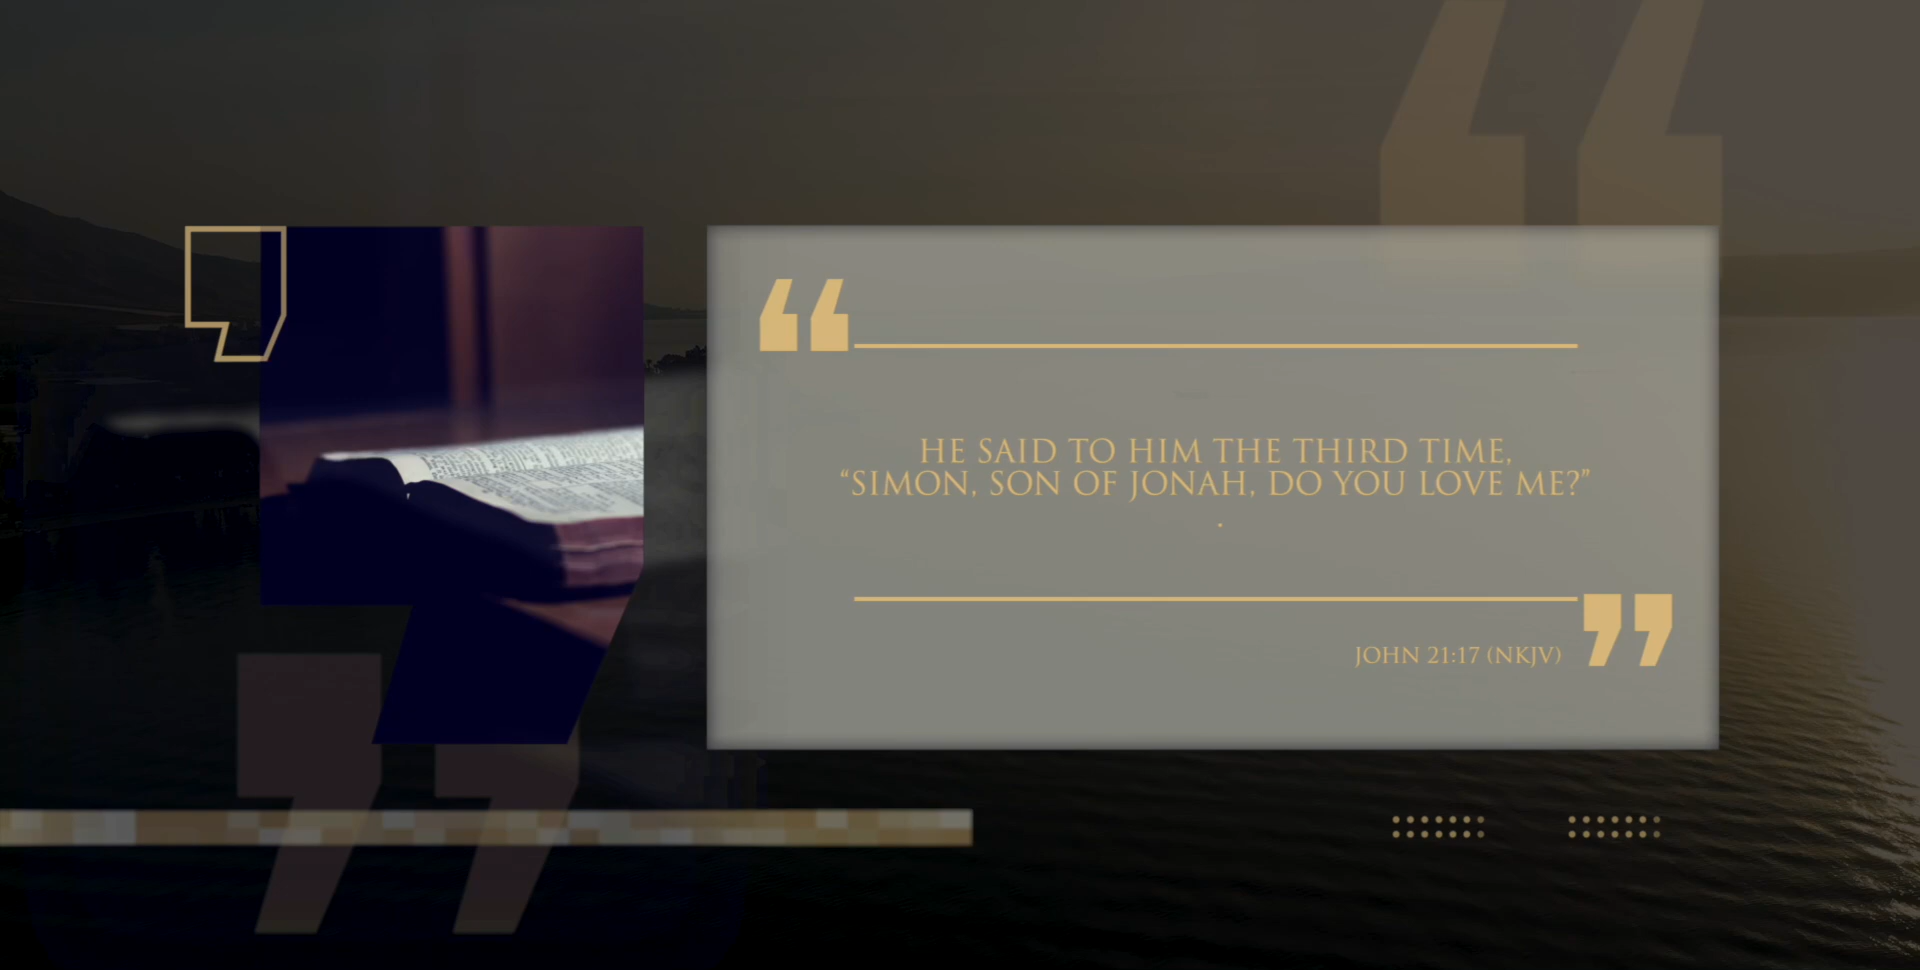 HE SAID TO HIM THE THIRD TIME,
“SIMON, SON OF JONAH, DO YOU LOVE ME?”
.
JOHN 21:17 (NKJV)